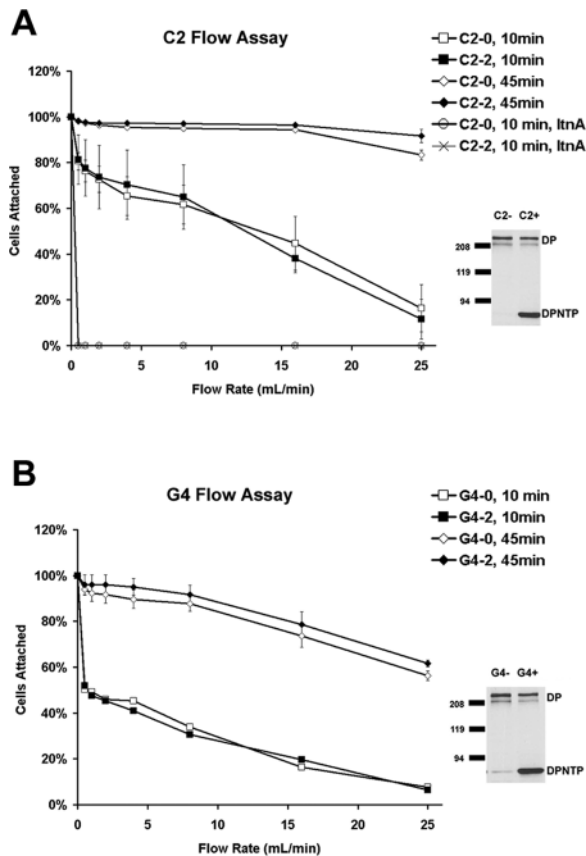 A
C2 Flow Assay
C2-0, 10min
C2-2, 10min
C2-0, 45min
C2-2, 45min
C2-0, 10 min, ltnA
C2-2, 10 min, ltnA
120%
100%
80%
60%
40%
20%
0%
Cells Attached
0 5 10 15 20 25
Flow Rate (mL/min)
C2- C2+
208
119
94
DP
DPNTP
B
G4 Flow Assay
G4-0, 10 min
G4-2, 10min
G4-0, 45min
G4-2, 45min
120%
100%
80%
60%
40%
20%
0%
Cells Attached
0 5 10 15 20 25
Flow Rate (mL/min)
G4- G4+
208
119
94
DP
DPNTP